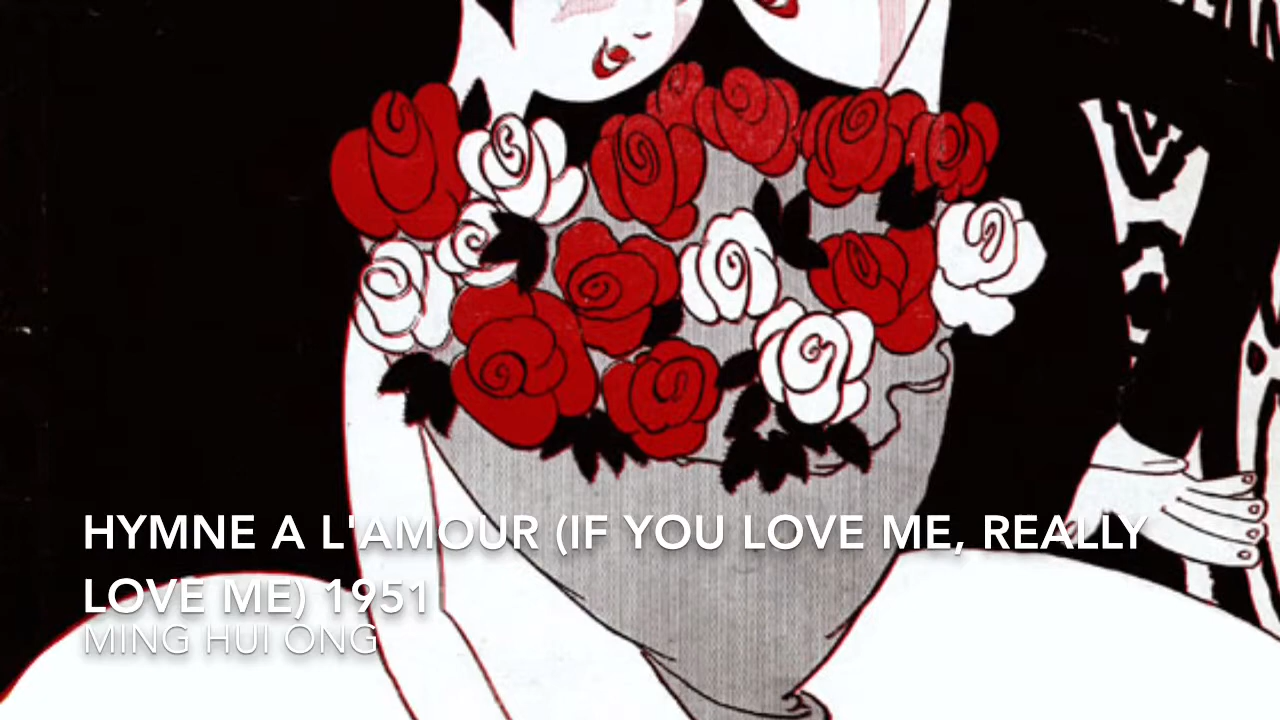 HYMNE A L'AMOUR (IF YOU LOVE ME, REALLY
LOVE ME) 1951
MING HUI ONG